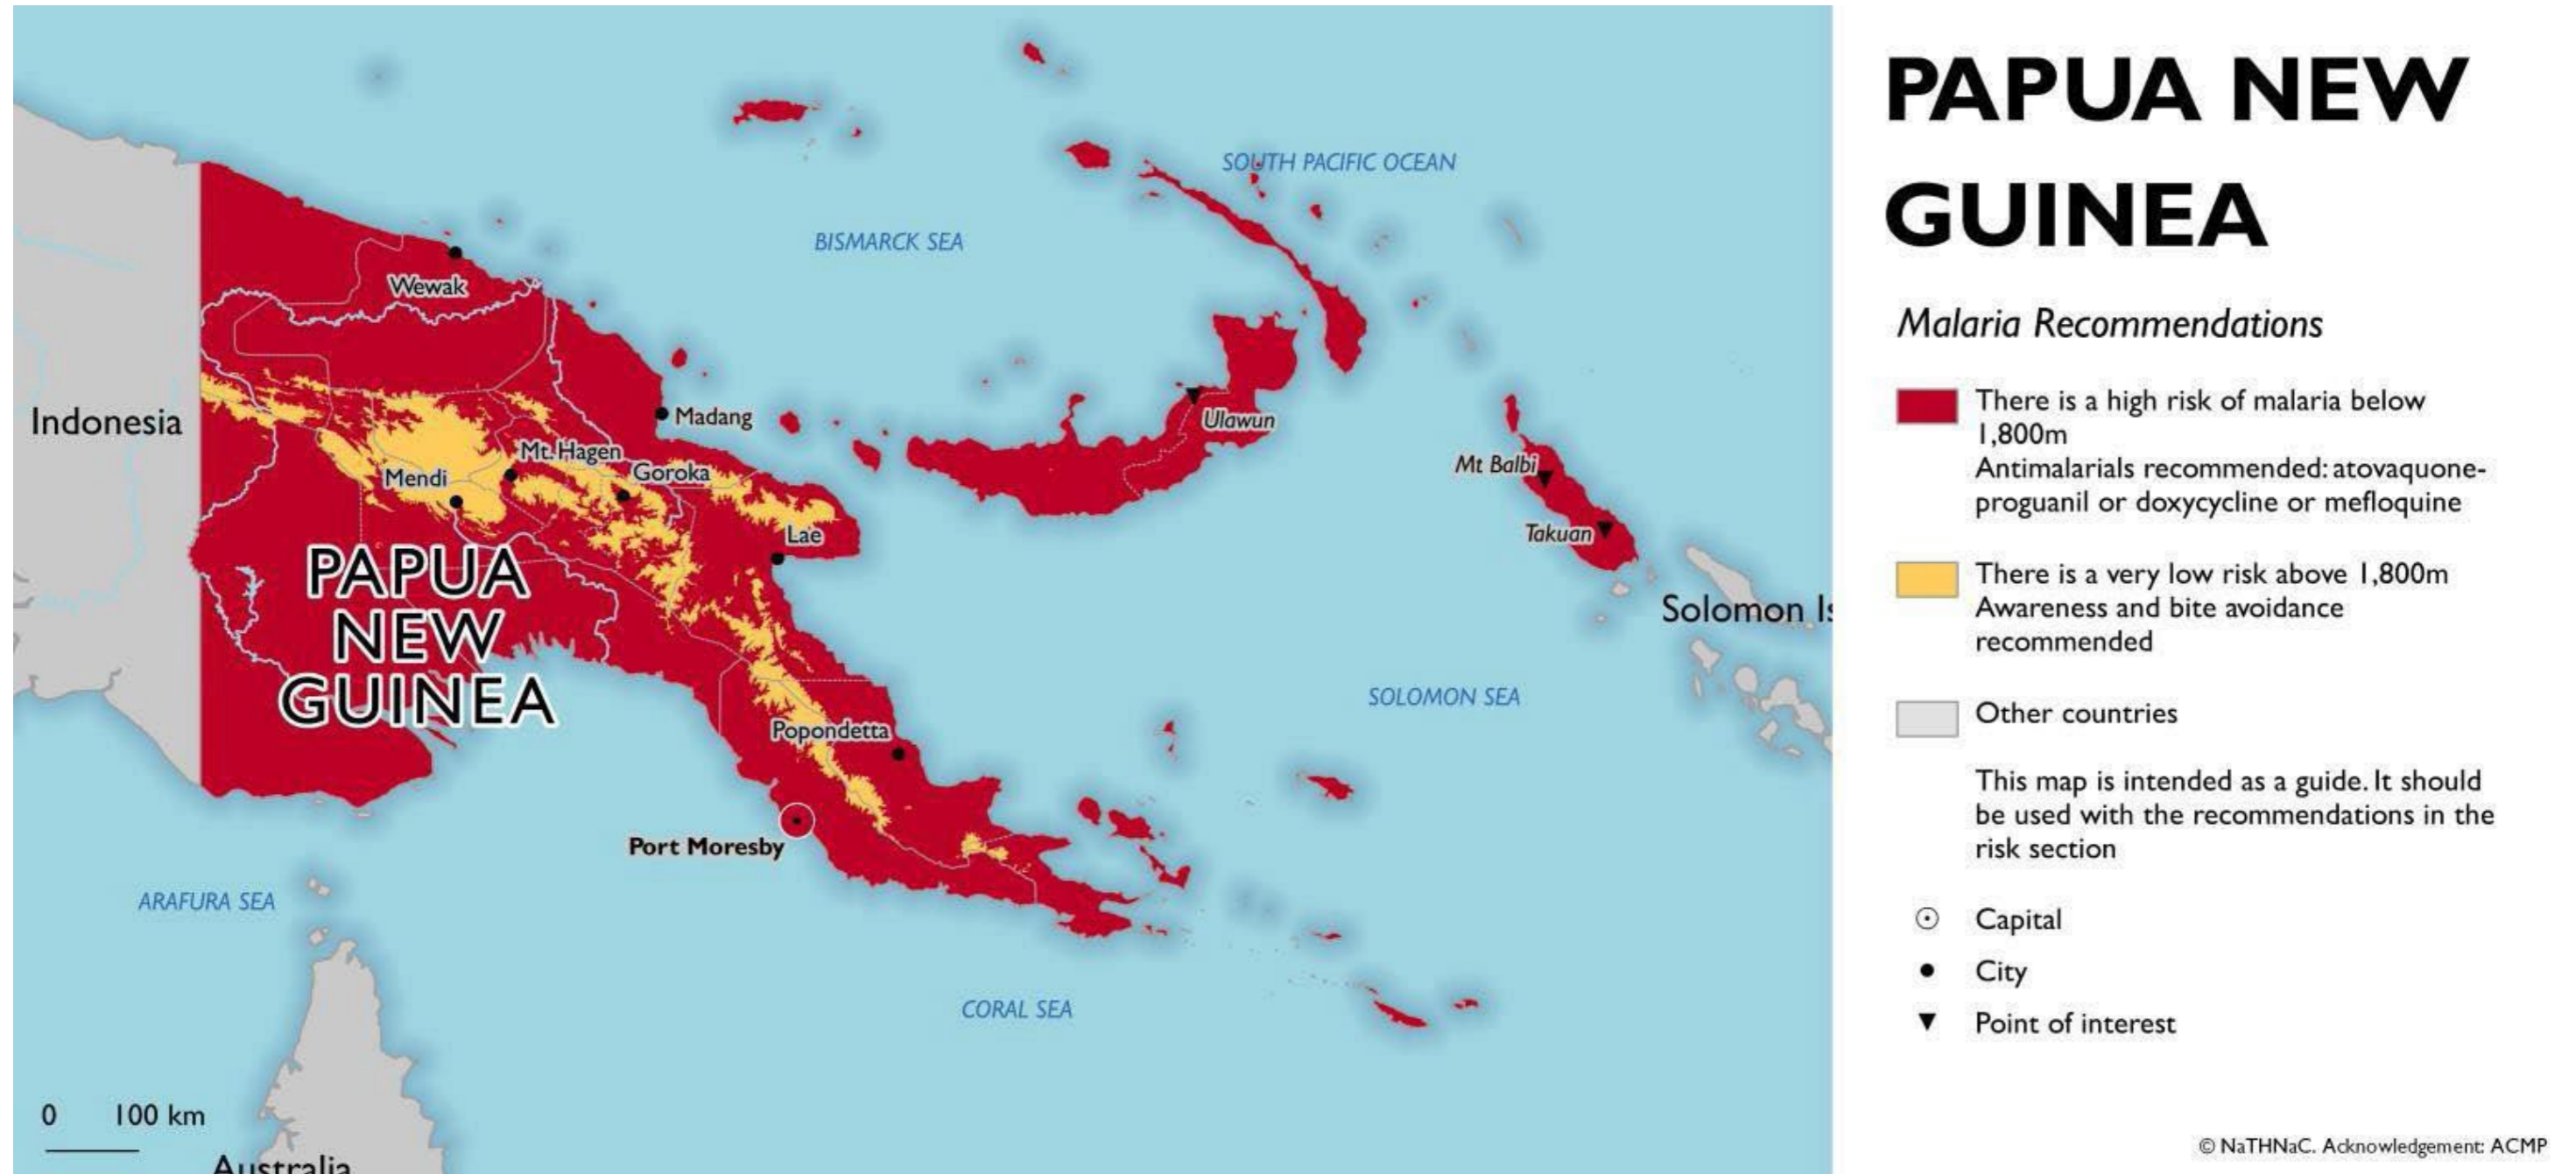 PAPUA NEW
GUINEA
Malaria Recommendations
There is a high risk of malaria below
1,800m
Antimalarials recommended: atovaquone-
proguanil or doxycycline or mefloquine
There is a very low risk above 1,800m
Awareness and bite avoidance
recommended
Other countries
This map is intended as a guide. It should
be used with the recommendations in the
risk section
Capital
City
Point of interest
© NaTHNaC. Acknowledgement: ACMP
SOUTH PACIFIC OCEAN
BISMARCK SEA
Wewak
Indonesia
Madang
Ulawun
Mt. Hagen
Goroka
Mendi
Mt Balbi
Takuan
Lae
PAPUA
NEW
GUINEA
Solomon Is
SOLOMON SEA
Popondetta
Port Moresby
ARAFURA SEA
CORAL SEA
0 100 km
Australia